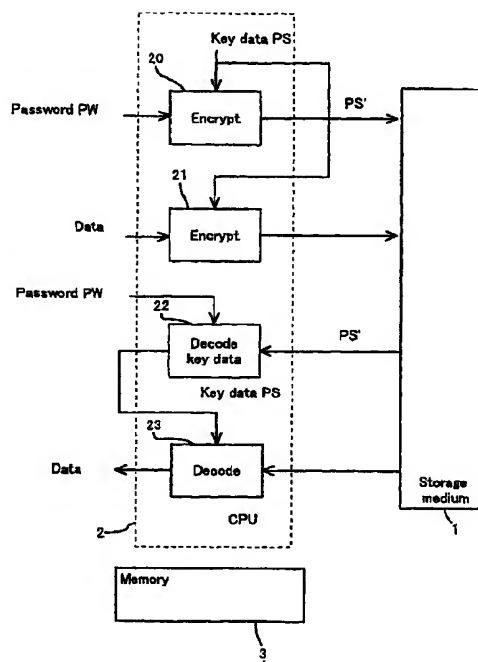 Key data PS
20
Password PW
Encrypt
PS'
21
Data
Encrypt
Password PW
22
Decode
key data
PS'
Key data PS
23
Data
Decode
Storage
medium
CPU
2
1
Memory
3